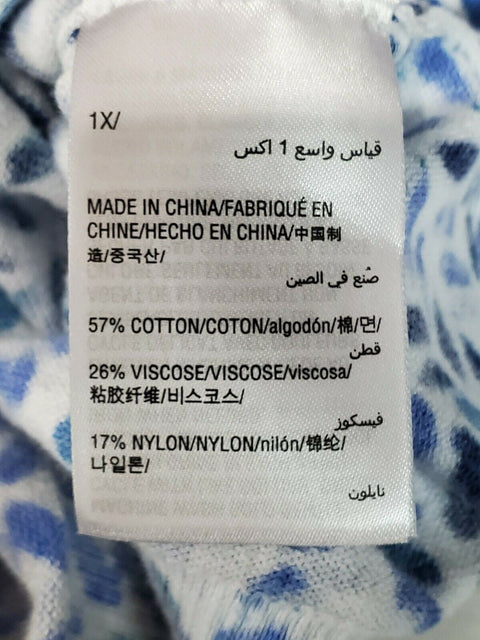 1X/
قياس واسع 1 اكس
MADE IN CHINA/FABRIQUÉ EN
CHINE/HECHO EN CHINA/中国制
造/중국산/
صُنع في الصين
57% COTTON/COTON/algodón/棉/면/
قطن
26% VISCOSE/VISCOSE/viscosa/
粘胶纤维/비스코스/
فيسكوز
17% NYLON/NYLON/nilón/锦纶/
나일론/
نايلون